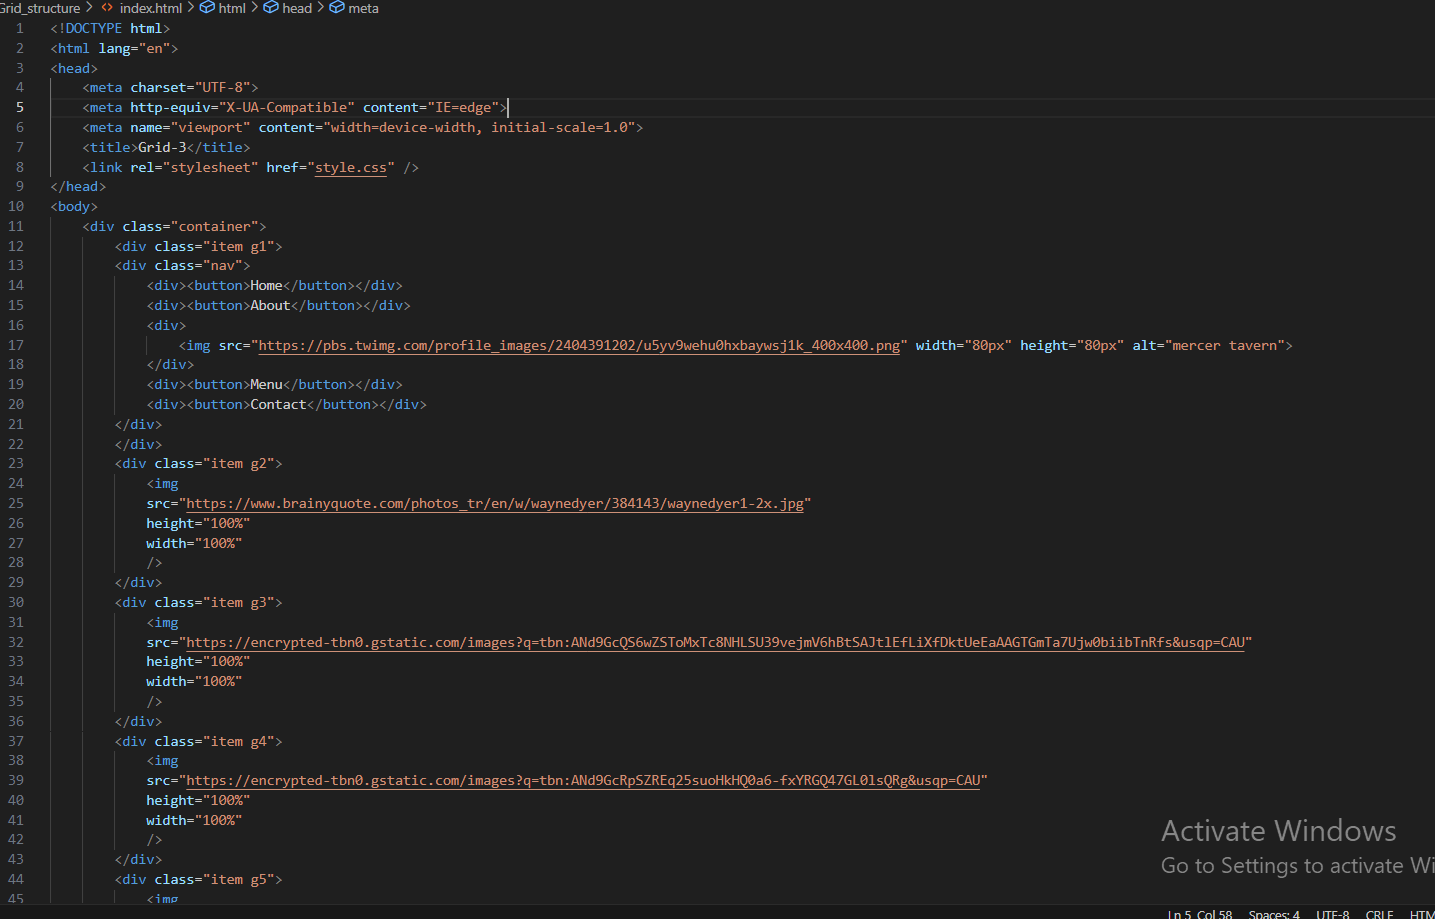 Grid_structure > <> index.html > html > head > meta
1 <!DOCTYPE html>
2 <html lang="en">
3 <head>
4 <meta charset="UTF-8">
5 <meta http-equiv="X-UA-Compatible" content="IE=edge">
6 <meta name="viewport" content="width=device-width, initial-scale=1.0">
7 <title>Grid-3</title>
8 <link rel="stylesheet" href="style.css" />
9 </head>
10 <body>
11 <div class="container">
12 <div class="item g1">
13 <div class="nav">
14 <div><button>Home</button></div>
15 <div><button>About</button></div>
16 <div>
17 <img src="https://pbs.twimg.com/profile_images/2404391202/u5yv9wehu0hxbaywsj1k_400x400.png" width="80px" height="80px" alt="mercer tavern">
18 </div>
19 <div><button>Menu</button></div>
20 <div><button>Contact</button></div>
21 </div>
22 </div>
23 <div class="item g2">
24 <img
25 src="https://www.brainyquote.com/photos_tr/en/w/waynedyer/384143/waynedyer1-2x.jpg"
26 height="100%"
27 width="100%"
28 />
29 </div>
30 <div class="item g3">
31 <img
32 src="https://encrypted-tbn0.gstatic.com/images?q=tbn:ANd9GcQS6wZSToMxTc8NHLSU39vejmV6hBtSAJtlEfLiXfDktUeEaAAGTGmTa7Ujw0biibTnRfs&usqp=CAU"
33 height="100%"
34 width="100%"
35 />
36 </div>
37 <div class="item g4">
38 <img
39 src="https://encrypted-tbn0.gstatic.com/images?q=tbn:ANd9GcRpSZREq25suoHkHQ0a6-fxYRGQ47GL0lsQRg&usqp=CAU"
40 height="100%"
41 width="100%"
42 />
43 </div>
44 <div class="item g5">
45 <img
Activate Windows
Go to Settings to activate Wi
Ln 5, Col 58 Spaces: 4 UTF-8 CRLF HTM